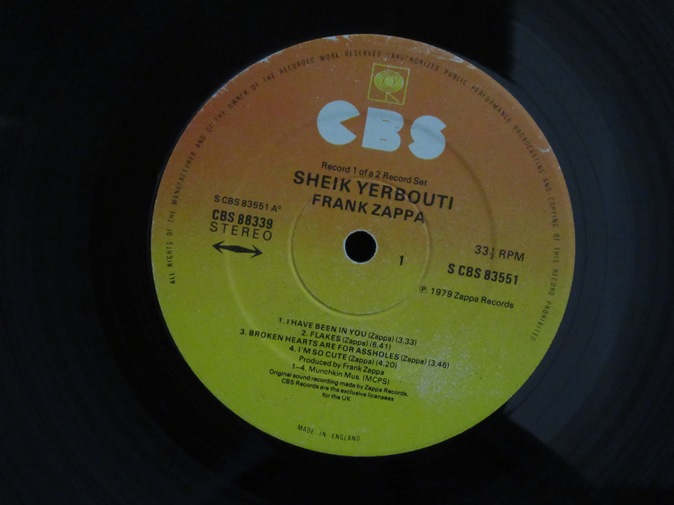 ALL RIGHTS OF THE MANUFACTURER AND OF THE OWNER OF THE RECORDED WORK RESERVED UNAUTHORIZED PUBLIC PERFORMANCE BROADCASTING AND COPYING OF THIS RECORD PROHIBITED
CBS
Record 1 of a 2 Record Set
SHEIK YERBOUTI
FRANK ZAPPA
S CBS 83551 A⁰
CBS 88339
STEREO
1
33⅓ RPM
S CBS 83551
℗ 1979 Zappa Records
1. I HAVE BEEN IN YOU (Zappa) (3.33)
2. FLAKES (Zappa) (6.41)
3. BROKEN HEARTS ARE FOR ASSHOLES (Zappa) (3.46)
4. I'M SO CUTE (Zappa) (4.20)
Produced by Frank Zappa
1–4. Munchkin Mus. (MCPS)
Original sound recording made by Zappa Records.
CBS Records are the exclusive licensees
for the UK
MADE IN ENGLAND